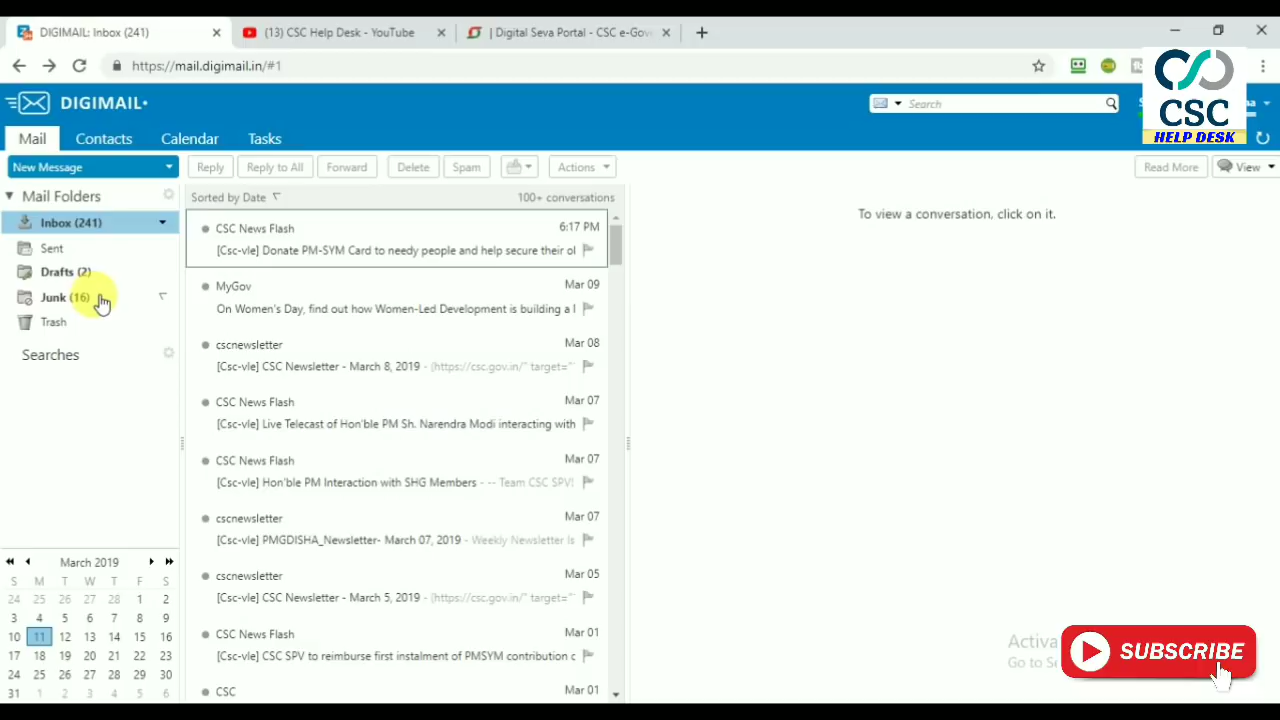 DIGIMAIL: Inbox (241)
(13) CSC Help Desk - YouTube
| Digital Seva Portal - CSC e-Gov
https://mail.digimail.in/#1
DIGIMAIL
Search
CSC
HELP DESK
Mail
Contacts
Calendar
Tasks
New Message
Reply
Reply to All
Forward
Delete
Spam
Actions
Read More
View
Mail Folders
Inbox (241)
Sent
Drafts (2)
Junk (16)
Trash
Searches
Sorted by Date
100+ conversations
CSC News Flash 6:17 PM
[Csc-vle] Donate PM-SYM Card to needy people and help secure their ol
MyGov Mar 09
On Women's Day, find out how Women-Led Development is building a l
cscnewsletter Mar 08
[Csc-vle] CSC Newsletter - March 8, 2019 - (https://csc.gov.in/" target="
CSC News Flash Mar 07
[Csc-vle] Live Telecast of Hon'ble PM Sh. Narendra Modi interacting with
CSC News Flash Mar 07
[Csc-vle] Hon'ble PM Interaction with SHG Members - -- Team CSC SPV
cscnewsletter Mar 07
[Csc-vle] PMGDISHA_Newsletter- March 07, 2019 - Weekly Newsletter Is
cscnewsletter Mar 05
[Csc-vle] CSC Newsletter - March 5, 2019 - (https://csc.gov.in/" target="
CSC News Flash Mar 01
[Csc-vle] CSC SPV to reimburse first instalment of PMSYM contribution c
CSC Mar 01
To view a conversation, click on it.
March 2019
S M T W T F S
24 25 26 27 28 1 2
3 4 5 6 7 8 9
10 11 12 13 14 15 16
17 18 19 20 21 22 23
24 25 26 27 28 29 30
31 1 2 3 4 5 6
Activa
Go to Se
SUBSCRIBE